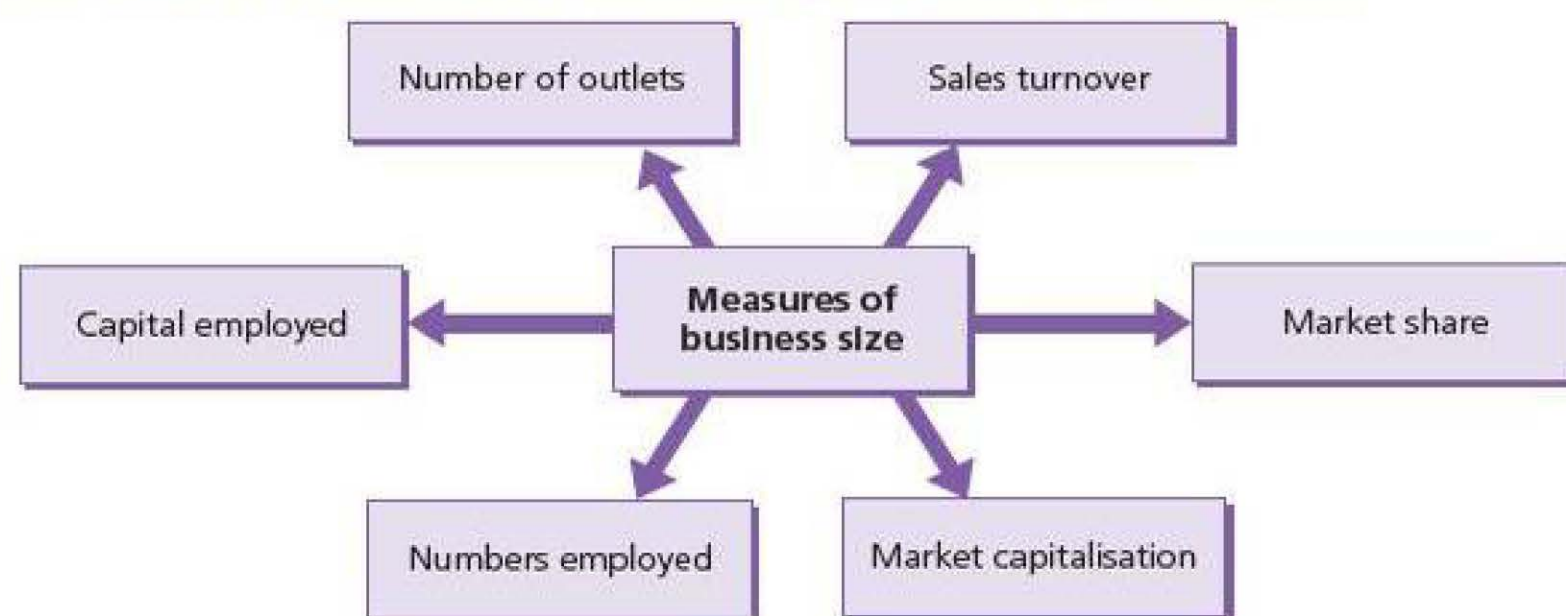 Number of outlets
Sales turnover
Capital employed
Measures of
business size
Market share
Numbers employed
Market capitalisation